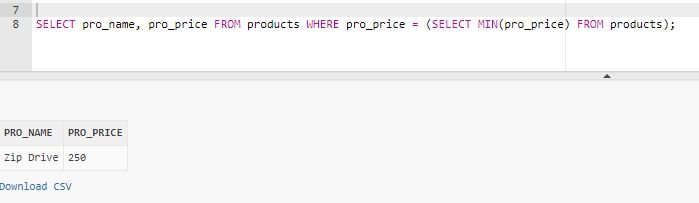 7
8 SELECT pro_name, pro_price FROM products WHERE pro_price = (SELECT MIN(pro_price) FROM products);
PRO_NAME PRO_PRICE
Zip Drive 250
Download CSV